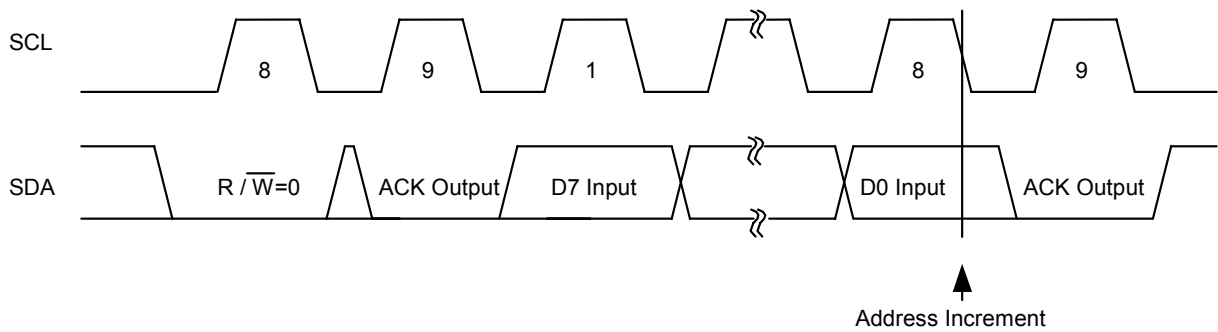 SCL
8
9
1
8
9
SDA
R / W=0
ACK Output
D7 Input
D0 Input
ACK Output
Address Increment